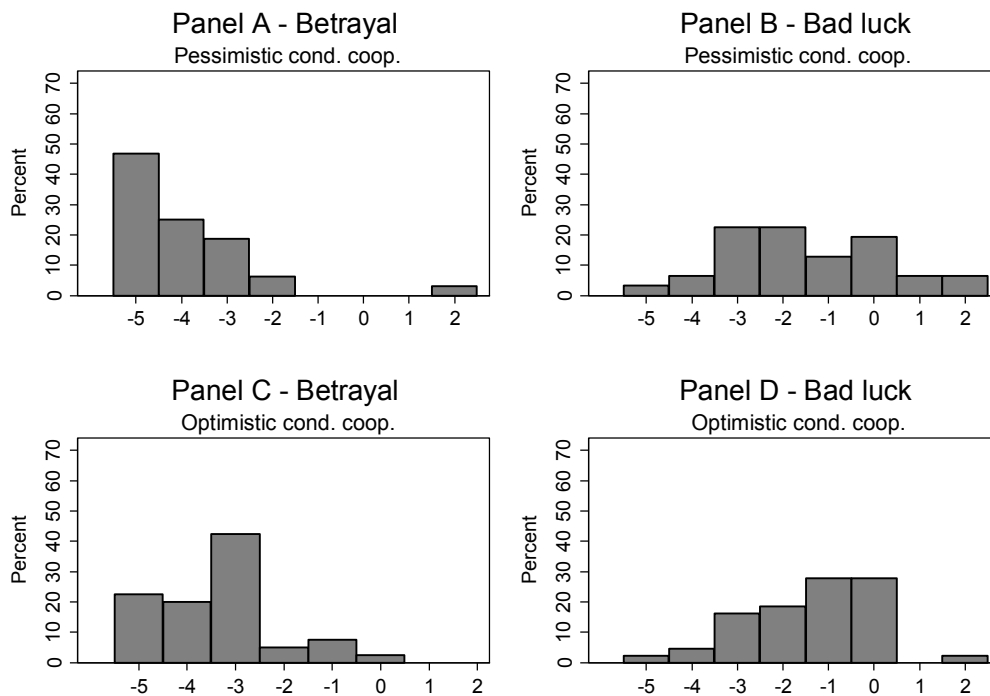 Panel A - Betrayal
Pessimistic cond. coop.
Percent
0 10 20 30 40 50 60 70
-5 -4 -3 -2 -1 0 1 2
Panel B - Bad luck
Pessimistic cond. coop.
Percent
0 10 20 30 40 50 60 70
-5 -4 -3 -2 -1 0 1 2
Panel C - Betrayal
Optimistic cond. coop.
Percent
0 10 20 30 40 50 60 70
-5 -4 -3 -2 -1 0 1 2
Panel D - Bad luck
Optimistic cond. coop.
Percent
0 10 20 30 40 50 60 70
-5 -4 -3 -2 -1 0 1 2